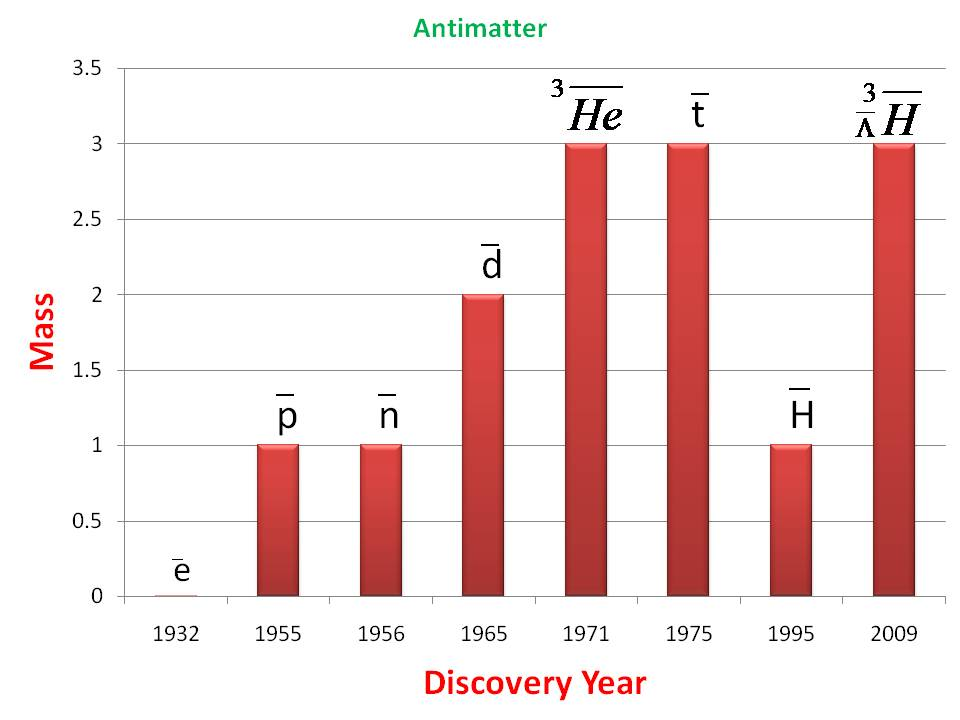 Antimatter
3.5
3
2.5
2
1.5
1
0.5
0
Mass
e̅
p̅
n̅
d̅
³H̅e̅
t̅
H̅
³Λ̅H̅
1932 1955 1956 1965 1971 1975 1995 2009
Discovery Year